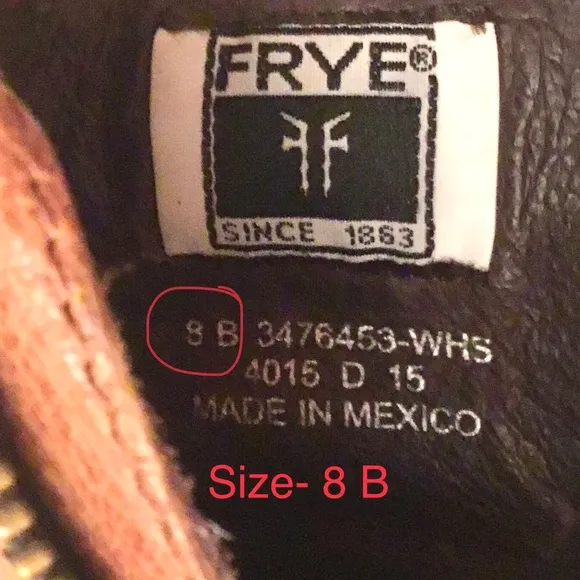 FRYE®
SINCE 1863
8 B 3476453-WHS
4015 D 15
MADE IN MEXICO
Size- 8 B